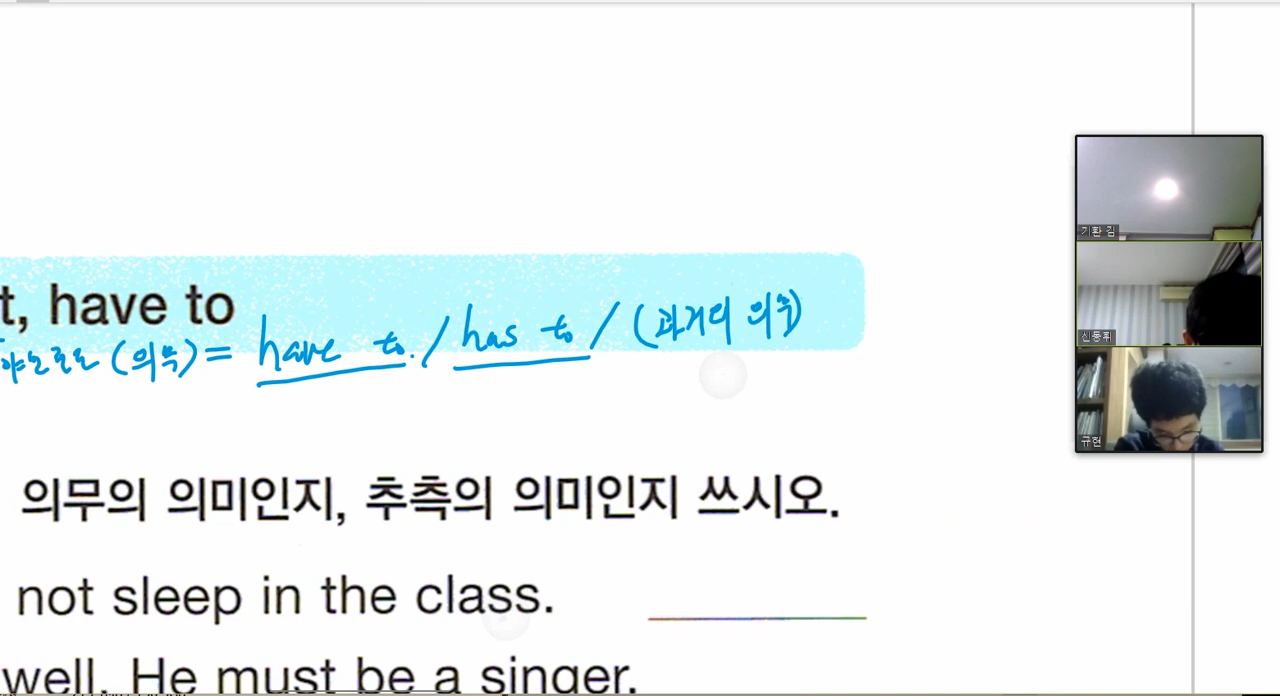 t, have to
(의무) = have to. / has to / (과거의 의무)
의무의 의미인지, 추측의 의미인지 쓰시오.
not sleep in the class.
well. He must be a singer.
기환 김
신동휘
규현